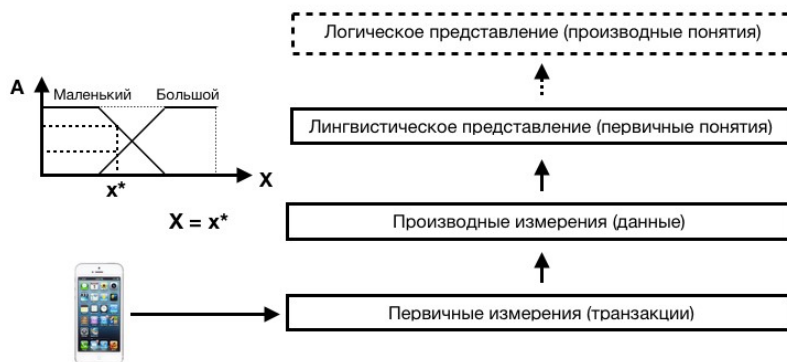 Логическое представление (производные понятия)
A
Маленький
Большой
Лингвистическое представление (первичные понятия)
x*
X
X = x*
Производные измерения (данные)
Первичные измерения (транзакции)